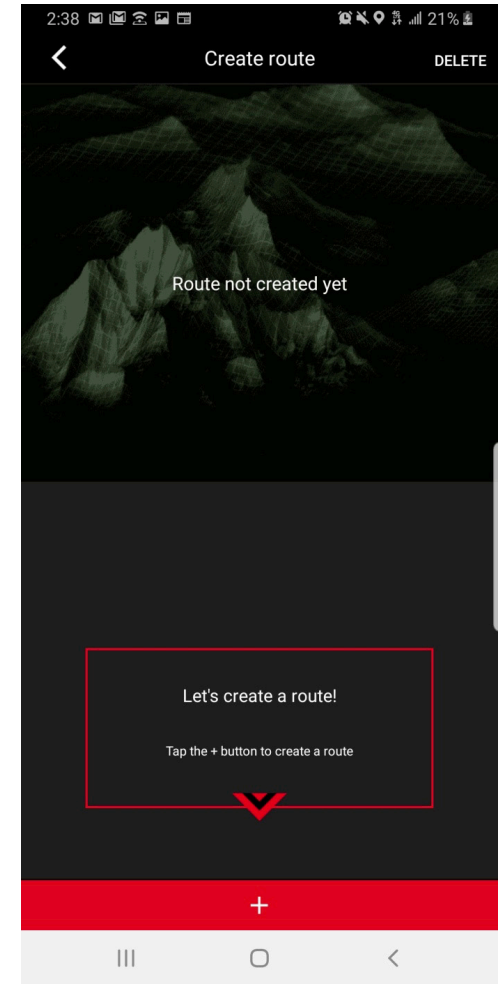 2:38 21%
Create route DELETE
Route not created yet
Let's create a route!
Tap the + button to create a route
+